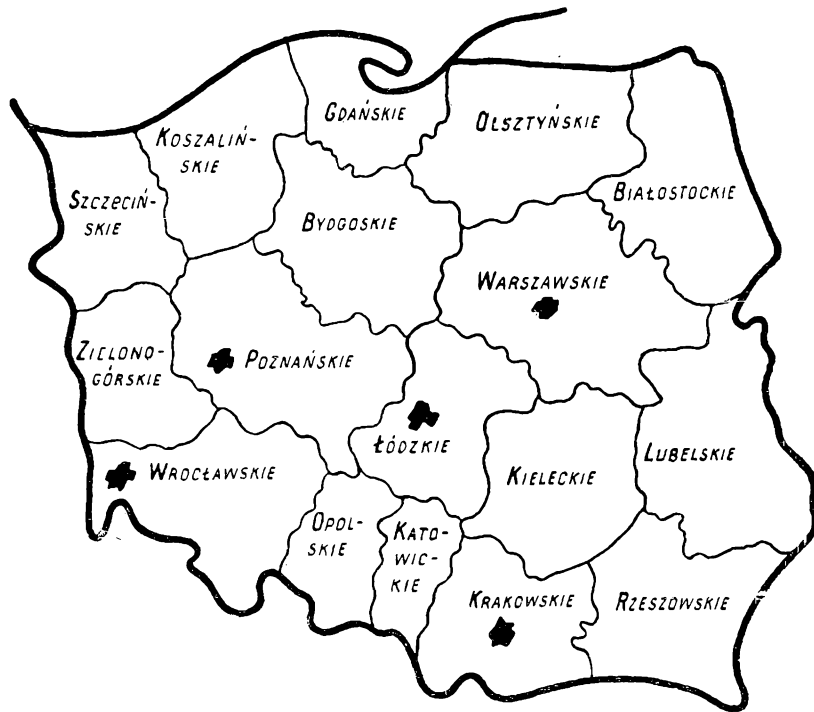 GDAŃSKIE
OLSZTYŃSKIE
KOSZALIŃ-
SKIE
SZCZECIŃ-
SKIE
BYDGOSKIE
BIAŁOSTOCKIE
WARSZAWSKIE
ZIELONO-
GÓRSKIE
POZNAŃSKIE
ŁÓDZKIE
WROCŁAWSKIE
KIELECKIE
LUBELSKIE
OPOL-
SKIE
KATO-
WIC-
KIE
KRAKOWSKIE
RZESZOWSKIE